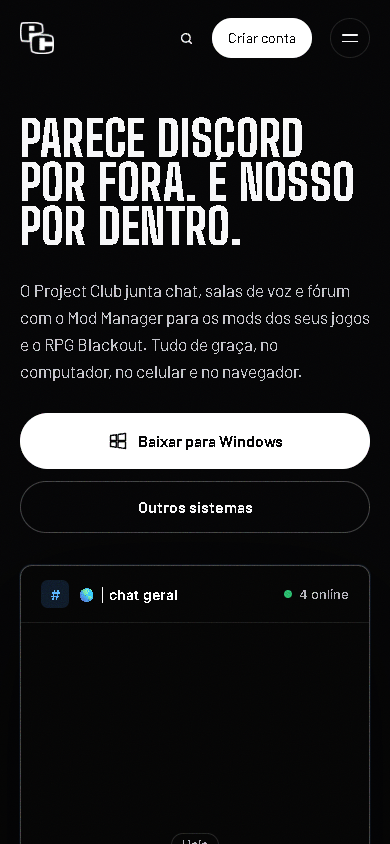 PC
Criar conta
PARECE DISCORD
POR FORA. É NOSSO
POR DENTRO.
O Project Club junta chat, salas de voz e fórum
com o Mod Manager para os mods dos seus jogos
e o RPG Blackout. Tudo de graça, no
computador, no celular e no navegador.
Baixar para Windows
Outros sistemas
# 🌎 | chat geral
4 online